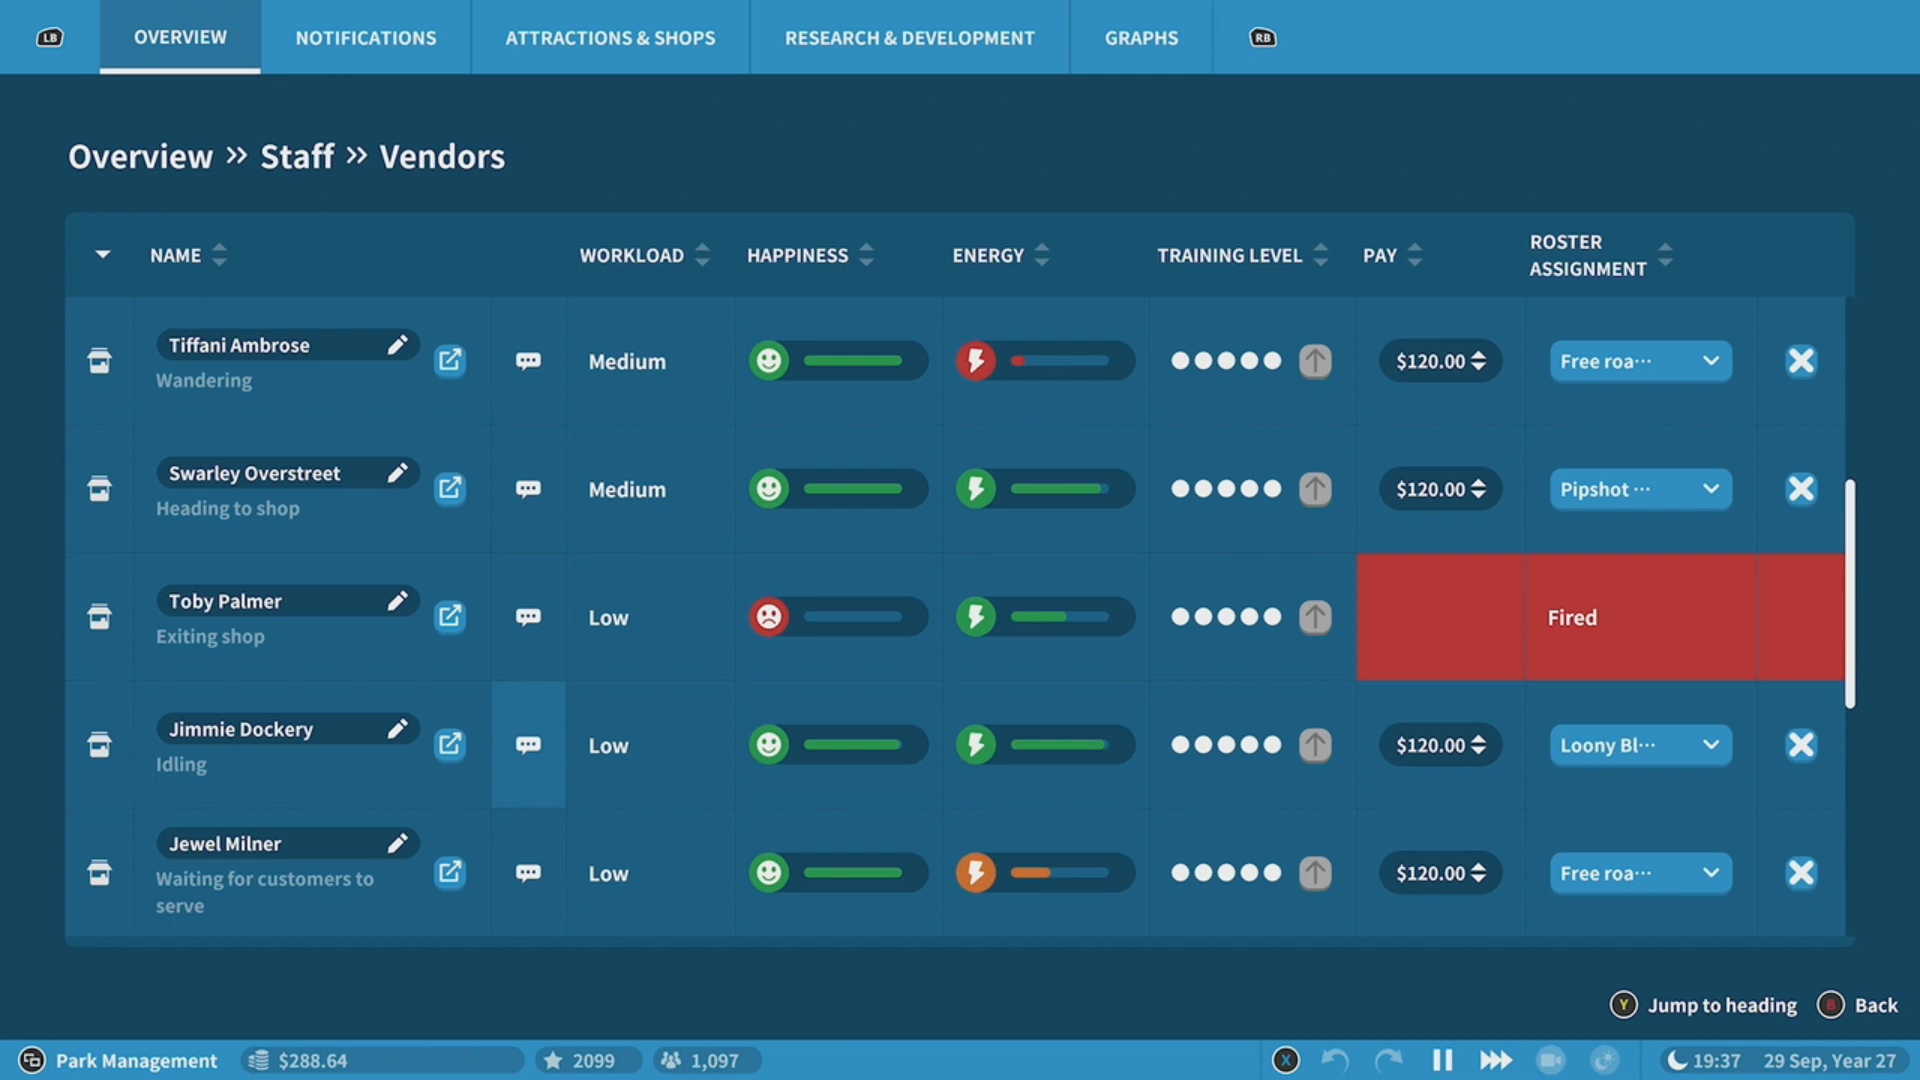 LB
OVERVIEW
NOTIFICATIONS
ATTRACTIONS & SHOPS
RESEARCH & DEVELOPMENT
GRAPHS
RB
Overview » Staff » Vendors
NAME
WORKLOAD
HAPPINESS
ENERGY
TRAINING LEVEL
PAY
ROSTER
ASSIGNMENT
Tiffani Ambrose
Wandering
Medium
$120.00
Free roa...
Swarley Overstreet
Heading to shop
Medium
$120.00
Pipshot ...
Toby Palmer
Exiting shop
Low
Fired
Jimmie Dockery
Idling
Low
$120.00
Loony Bl...
Jewel Milner
Waiting for customers to
serve
Low
$120.00
Free roa...
Y Jump to heading
B Back
Park Management
$288.64
2099
1,097
X
19:37
29 Sep, Year 27